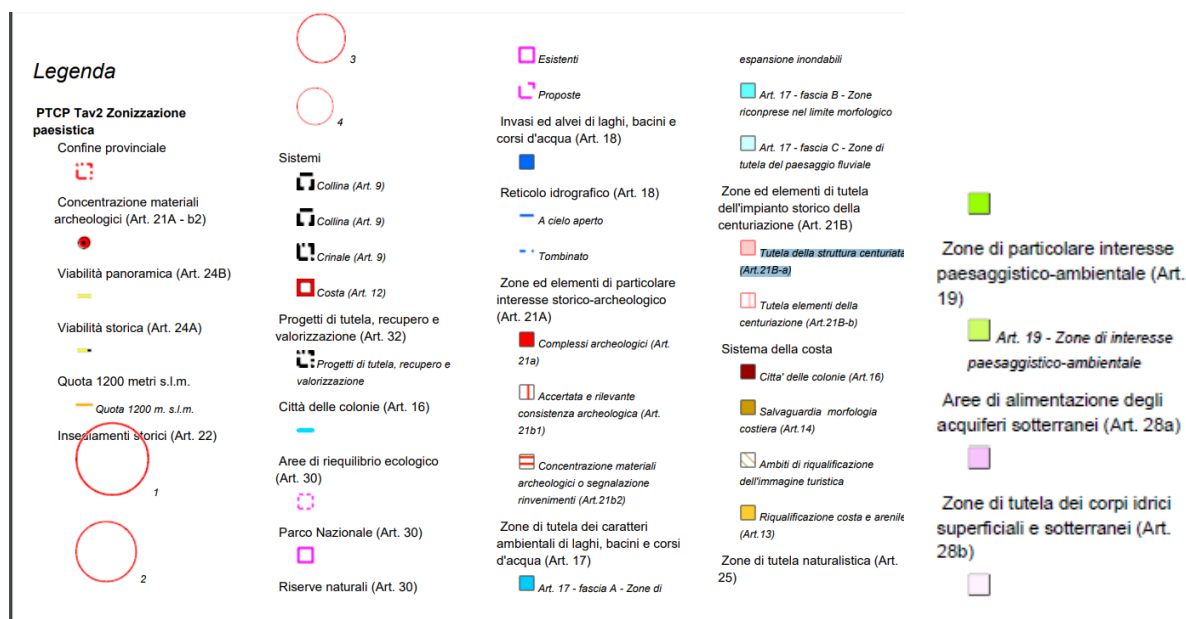 Legenda
PTCP Tav2 Zonizzazione
paesistica
Confine provinciale
Concentrazione materiali
archeologici (Art. 21A - b2)
Viabilità panoramica (Art. 24B)
Viabilità storica (Art. 24A)
Quota 1200 metri s.l.m.
Quota 1200 m. s.l.m.
Insediamenti storici (Art. 22)
1
2
3
4
Sistemi
Collina (Art. 9)
Collina (Art. 9)
Crinale (Art. 9)
Costa (Art. 12)
Progetti di tutela, recupero e
valorizzazione (Art. 32)
Progetti di tutela, recupero e
valorizzazione
Città delle colonie (Art. 16)
Aree di riequilibrio ecologico
(Art. 30)
Parco Nazionale (Art. 30)
Riserve naturali (Art. 30)
Esistenti
Proposte
Invasi ed alvei di laghi, bacini e
corsi d'acqua (Art. 18)
Reticolo idrografico (Art. 18)
A cielo aperto
Tombinato
Zone ed elementi di particolare
interesse storico-archeologico
(Art. 21A)
Complessi archeologici (Art.
21a)
Accertata e rilevante
consistenza archeologica (Art.
21b1)
Concentrazione materiali
archeologici o segnalazione
rinvenimenti (Art.21b2)
Zone di tutela dei caratteri
ambientali di laghi, bacini e corsi
d'acqua (Art. 17)
Art. 17 - fascia A - Zone di
espansione inondabili
Art. 17 - fascia B - Zone
riconprese nel limite morfologico
Art. 17 - fascia C - Zone di
tutela del paesaggio fluviale
Zone ed elementi di tutela
dell'impianto storico della
centuriazione (Art. 21B)
Tutela della struttura centuriata
(Art.21B-a)
Tutela elementi della
centuriazione (Art.21B-b)
Sistema della costa
Citta' delle colonie (Art.16)
Salvaguardia morfologia
costiera (Art.14)
Ambiti di riqualificazione
dell'immagine turistica
Riqualificazione costa e arenile
(Art.13)
Zone di tutela naturalistica (Art.
25)
Zone di particolare interesse
paesaggistico-ambientale (Art.
19)
Art. 19 - Zone di interesse
paesaggistico-ambientale
Aree di alimentazione degli
acquiferi sotterranei (Art. 28a)
Zone di tutela dei corpi idrici
superficiali e sotterranei (Art.
28b)